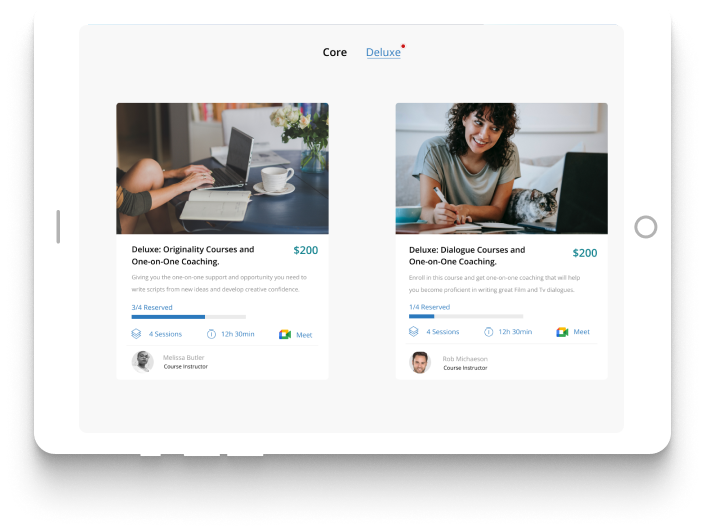 Core Deluxe
Deluxe: Originality Courses and
One-on-One Coaching.
$200
Giving you the one-on-one support and opportunity you need to
write scripts from new ideas and develop creative confidence.
3/4 Reserved
4 Sessions 12h 30min Meet
Melissa Butler
Course Instructor
Deluxe: Dialogue Courses and
One-on-One Coaching.
$200
Enroll in this course and get one-on-one coaching that will help
you become proficient in writing great Film and Tv dialogues.
1/4 Reserved
4 Sessions 12h 30min Meet
Rob Michaeson
Course Instructor